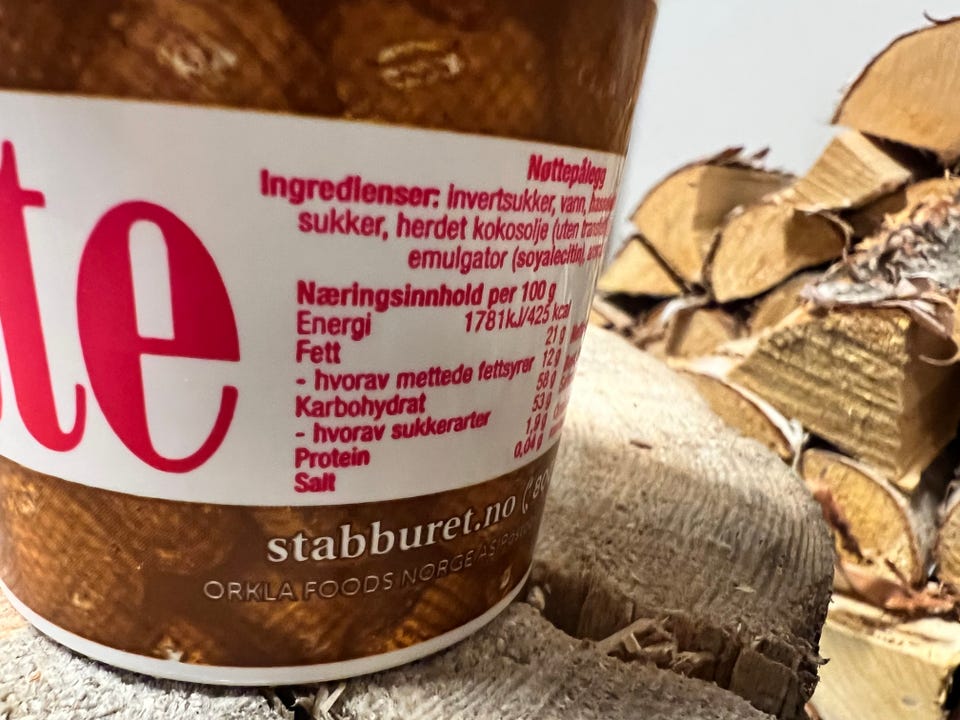 te
Nøttepålegg
Ingredienser: invertsukker, vann,
sukker, herdet kokosolje (uten
emulgator (soyalecitin),
Næringsinnhold per 100 g
Energi 1781kJ/425 kcal
Fett 21 g
- hvorav mettede fettsyrer 12 g
Karbohydrat 58 g
- hvorav sukkerarter 53 g
Protein 1,9 g
Salt 0,04 g
stabburet.no
ORKLA FOODS NORGE AS